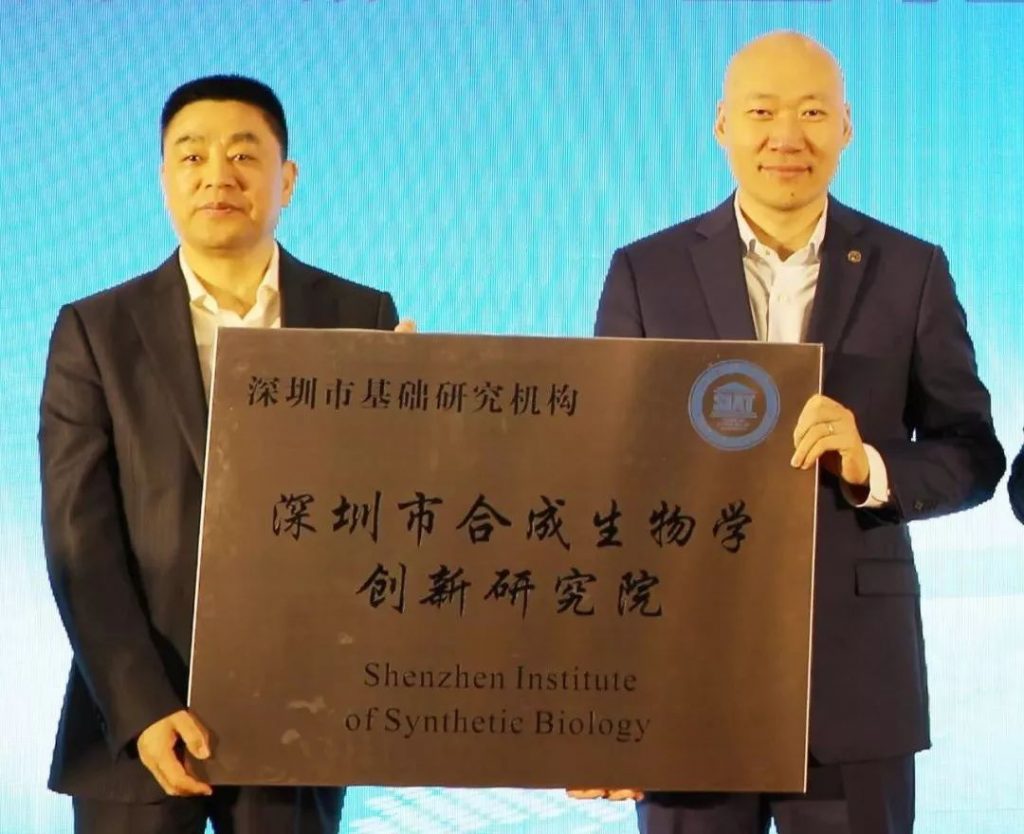 深圳市基础研究机构
SIAT
深圳市合成生物学
创新研究院
Shenzhen Institute
of Synthetic Biology